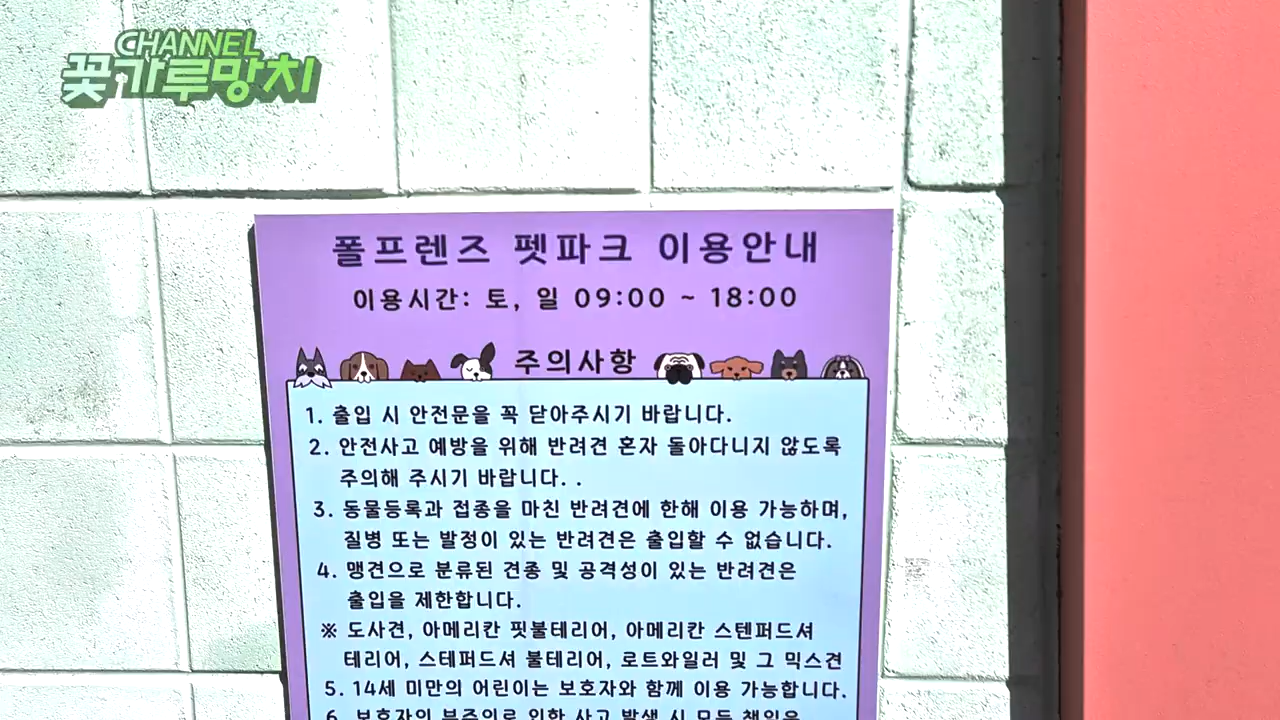 CHANNEL
꽃가루망치
폴프렌즈 펫파크 이용안내
이용시간: 토, 일 09:00 ~ 18:00
주의사항
1. 출입 시 안전문을 꼭 닫아주시기 바랍니다.
2. 안전사고 예방을 위해 반려견 혼자 돌아다니지 않도록
주의해 주시기 바랍니다. .
3. 동물등록과 접종을 마친 반려견에 한해 이용 가능하며,
질병 또는 발정이 있는 반려견은 출입할 수 없습니다.
4. 맹견으로 분류된 견종 및 공격성이 있는 반려견은
출입을 제한합니다.
※ 도사견, 아메리칸 핏불테리어, 아메리칸 스텐퍼드셔
테리어, 스테퍼드셔 불테리어, 로트와일러 및 그 믹스견
5. 14세 미만의 어린이는 보호자와 함께 이용 가능합니다.
6. 보호자의 부주의로 인한 사고 발생 시 모든 책임은